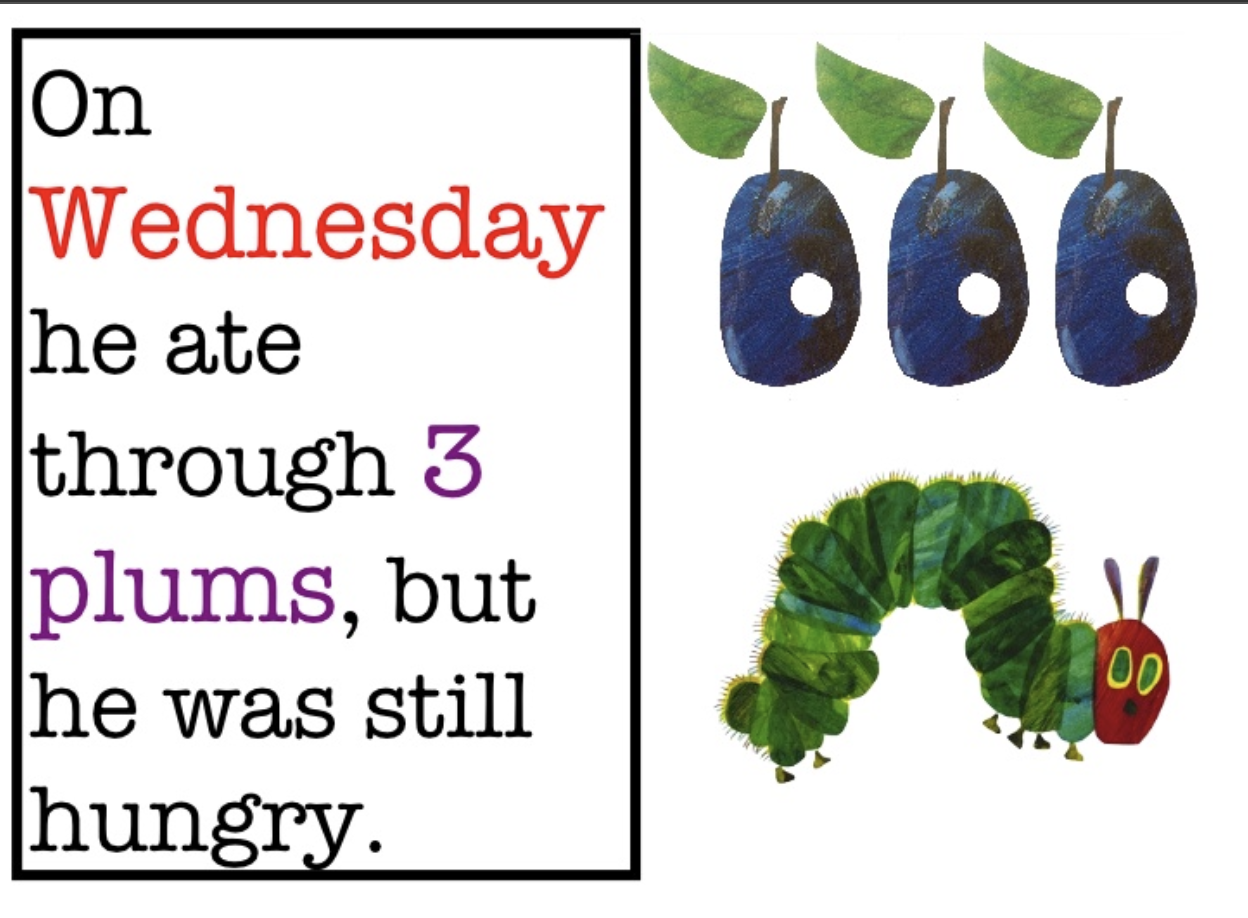 On
Wednesday
he ate
through 3
plums, but
he was still
hungry.